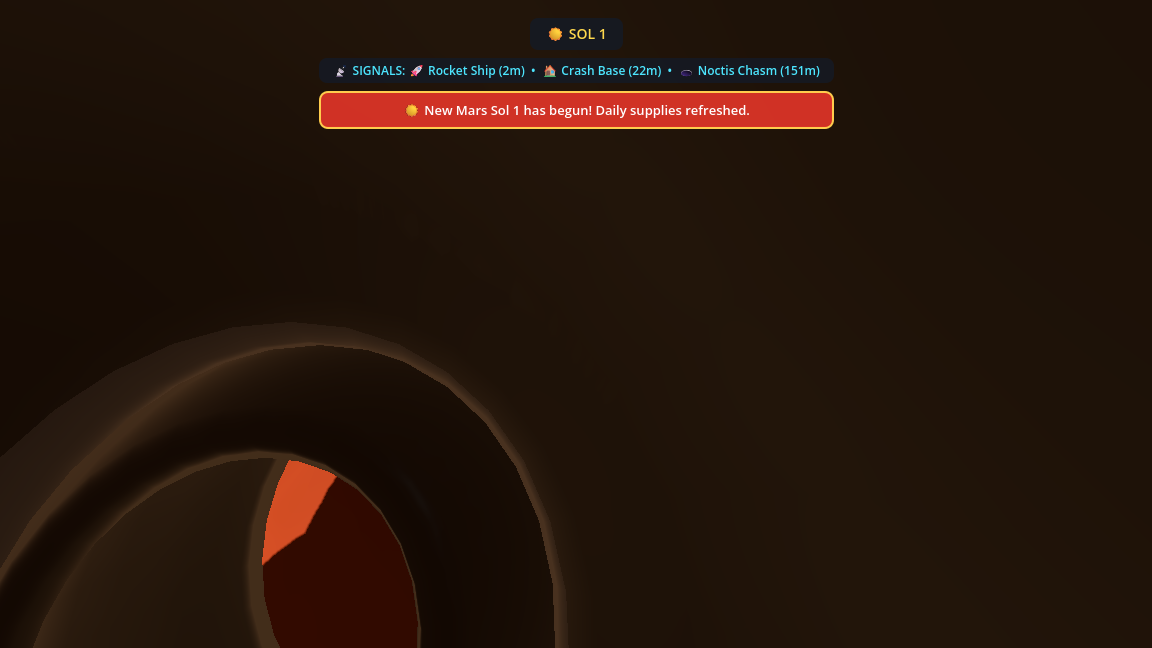 SOL 1
SIGNALS: Rocket Ship (2m) • Crash Base (22m) • Noctis Chasm (151m)
New Mars Sol 1 has begun! Daily supplies refreshed.